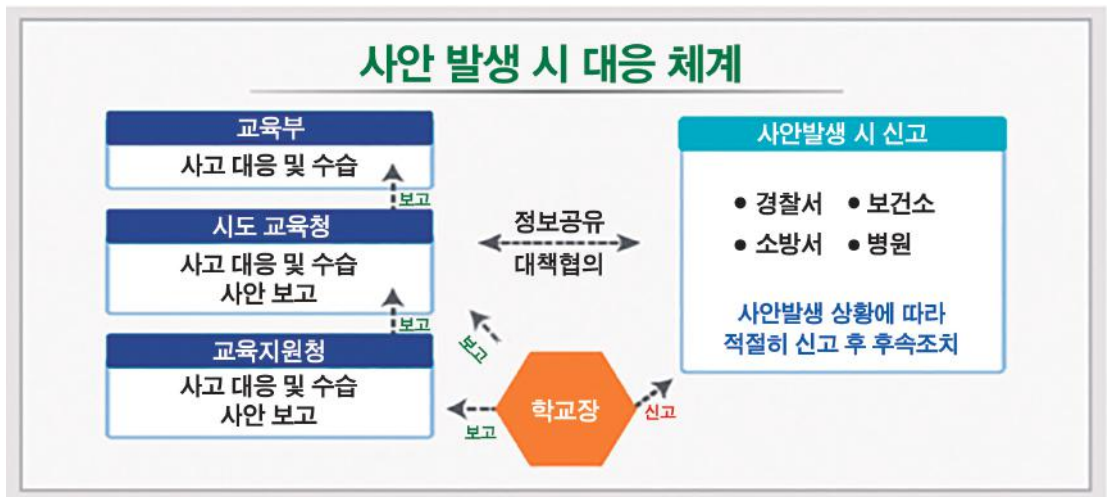 사안 발생 시 대응 체계
교육부
사고 대응 및 수습
보고
시도 교육청
사고 대응 및 수습
사안 보고
보고
교육지원청
사고 대응 및 수습
사안 보고
정보공유
대책협의
보고
보고
학교장
신고
사안발생 시 신고
• 경찰서 • 보건소
• 소방서 • 병원
사안발생 상황에 따라
적절히 신고 후 후속조치